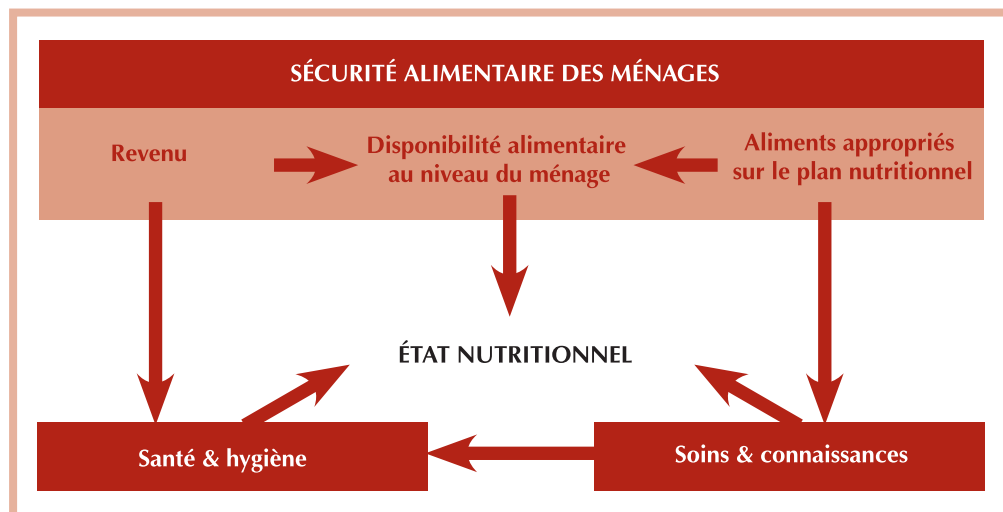 SÉCURITÉ ALIMENTAIRE DES MÉNAGES
Revenu
Disponibilité alimentaire
au niveau du ménage
Aliments appropriés
sur le plan nutritionnel
ÉTAT NUTRITIONNEL
Santé & hygiène
Soins & connaissances